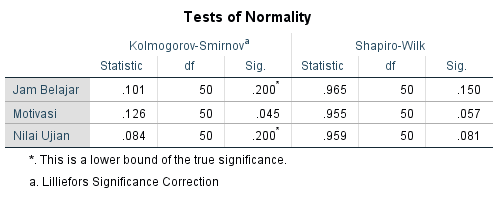 Tests of Normality
Kolmogorov-Smirnovᵃ Shapiro-Wilk
Statistic df Sig. Statistic df Sig.
Jam Belajar .101 50 .200* .965 50 .150
Motivasi .126 50 .045 .955 50 .057
Nilai Ujian .084 50 .200* .959 50 .081
*. This is a lower bound of the true significance.
a. Lilliefors Significance Correction